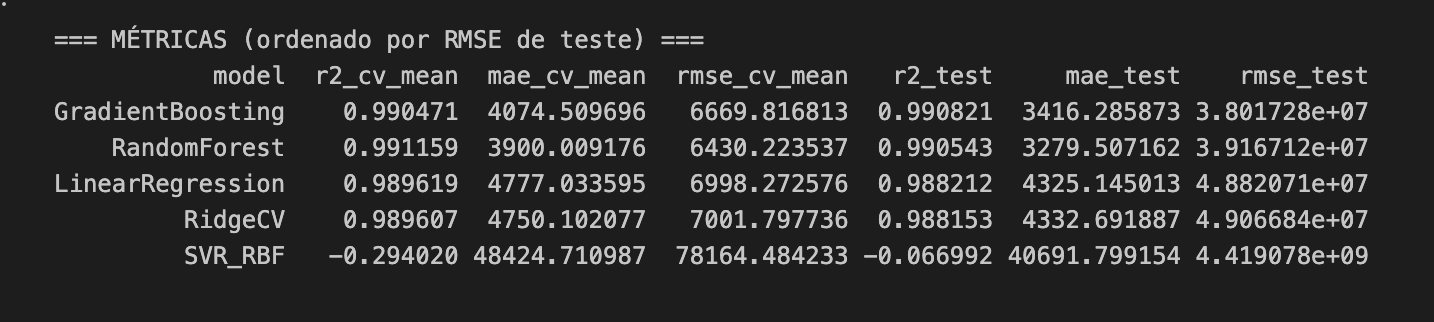 === MÉTRICAS (ordenado por RMSE de teste) ===
model r2_cv_mean mae_cv_mean rmse_cv_mean r2_test mae_test rmse_test
GradientBoosting 0.990471 4074.509696 6669.816813 0.990821 3416.285873 3.801728e+07
RandomForest 0.991159 3900.009176 6430.223537 0.990543 3279.507162 3.916712e+07
LinearRegression 0.989619 4777.033595 6998.272576 0.988212 4325.145013 4.882071e+07
RidgeCV 0.989607 4750.102077 7001.797736 0.988153 4332.691887 4.906684e+07
SVR_RBF -0.294020 48424.710987 78164.484233 -0.066992 40691.799154 4.419078e+09